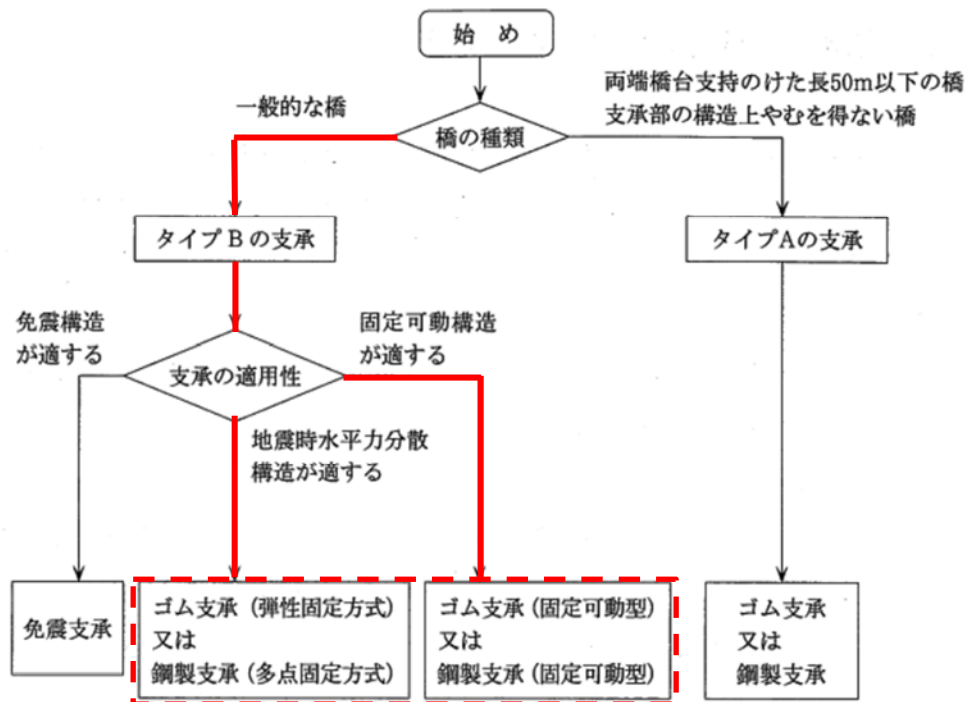 始 め
両端橋台支持のけた長50m以下の橋
支承部の構造上やむを得ない橋
一般的な橋
橋の種類
タイプBの支承
タイプAの支承
免震構造
が適する
固定可動構造
が適する
支承の適用性
地震時水平力分散
構造が適する
免震支承
ゴム支承(弾性固定方式)
又は
鋼製支承(多点固定方式)
ゴム支承(固定可動型)
又は
鋼製支承(固定可動型)
ゴム支承
又は
鋼製支承